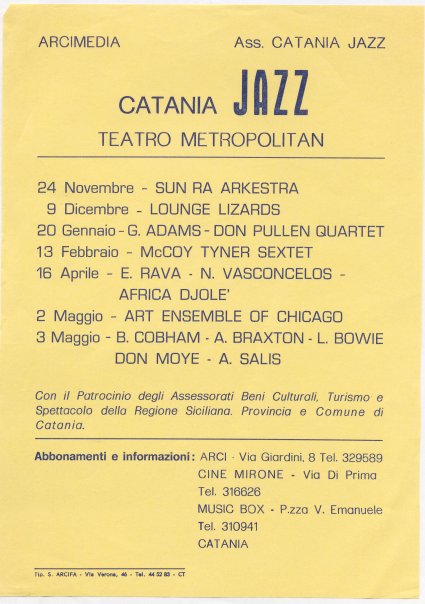 ARCIMEDIA Ass. CATANIA JAZZ
CATANIA JAZZ
TEATRO METROPOLITAN
24 Novembre - SUN RA ARKESTRA
9 Dicembre - LOUNGE LIZARDS
20 Gennaio - G. ADAMS - DON PULLEN QUARTET
13 Febbraio - McCOY TYNER SEXTET
16 Aprile - E. RAVA - N. VASCONCELOS -
AFRICA DJOLE'
2 Maggio - ART ENSEMBLE OF CHICAGO
3 Maggio - B. COBHAM - A. BRAXTON - L. BOWIE
DON MOYE - A. SALIS
Con il Patrocinio degli Assessorati Beni Culturali, Turismo e
Spettacolo della Regione Siciliana. Provincia e Comune di
Catania.
Abbonamenti e informazioni: ARCI - Via Giardini, 8 Tel. 329589
CINE MIRONE - Via Di Prima
Tel. 316626
MUSIC BOX - P.zza V. Emanuele
Tel. 310941
CATANIA
Tip. S. ARCIFA - Via Verona, 46 - Tel. 44 52 83 - CT